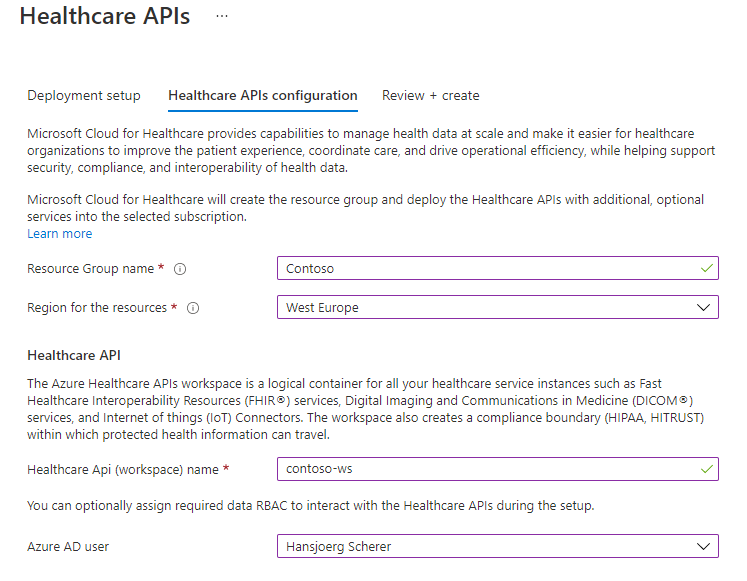 Healthcare APIs ...
Deployment setup Healthcare APIs configuration Review + create
Microsoft Cloud for Healthcare provides capabilities to manage health data at scale and make it easier for healthcare
organizations to improve the patient experience, coordinate care, and drive operational efficiency, while helping support
security, compliance, and interoperability of health data.
Microsoft Cloud for Healthcare will create the resource group and deploy the Healthcare APIs with additional, optional
services into the selected subscription.
Learn more
Resource Group name * Contoso
Region for the resources * West Europe
Healthcare API
The Azure Healthcare APIs workspace is a logical container for all your healthcare service instances such as Fast
Healthcare Interoperability Resources (FHIR®) services, Digital Imaging and Communications in Medicine (DICOM®)
services, and Internet of things (IoT) Connectors. The workspace also creates a compliance boundary (HIPAA, HITRUST)
within which protected health information can travel.
Healthcare Api (workspace) name * contoso-ws
You can optionally assign required data RBAC to interact with the Healthcare APIs during the setup.
Azure AD user Hansjoerg Scherer